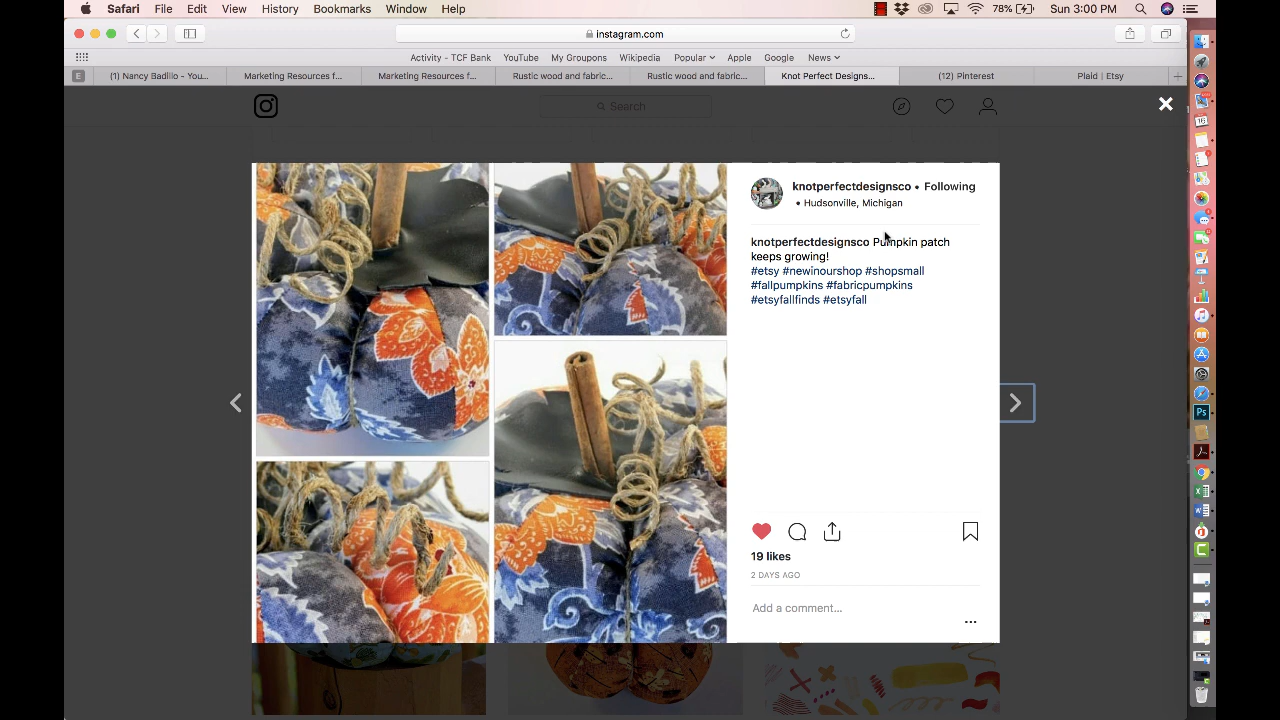 Safari File Edit View History Bookmarks Window Help
78% Sun 3:00 PM
instagram.com
Activity - TCF Bank YouTube My Groupons Wikipedia Popular Apple Google News
E (1) Nancy Badillo - You... Marketing Resources f... Marketing Resources f... Rustic wood and fabric... Rustic wood and fabric... Knot Perfect Designs... (12) Pinterest Plaid | Etsy
Search
knotperfectdesignsco • Following
• Hudsonville, Michigan
knotperfectdesignsco Pumpkin patch
keeps growing!
#etsy #newinourshop #shopsmall
#fallpumpkins #fabricpumpkins
#etsyfallfinds #etsyfall
19 likes
2 DAYS AGO
Add a comment...
16
Ps